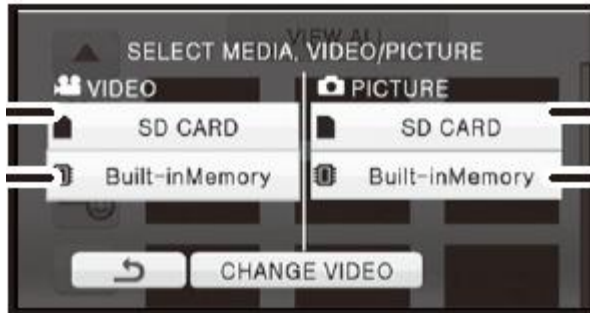 VIEW ALL
SELECT MEDIA, VIDEO/PICTURE
VIDEO
PICTURE
SD CARD
SD CARD
Built-inMemory
Built-inMemory
CHANGE VIDEO